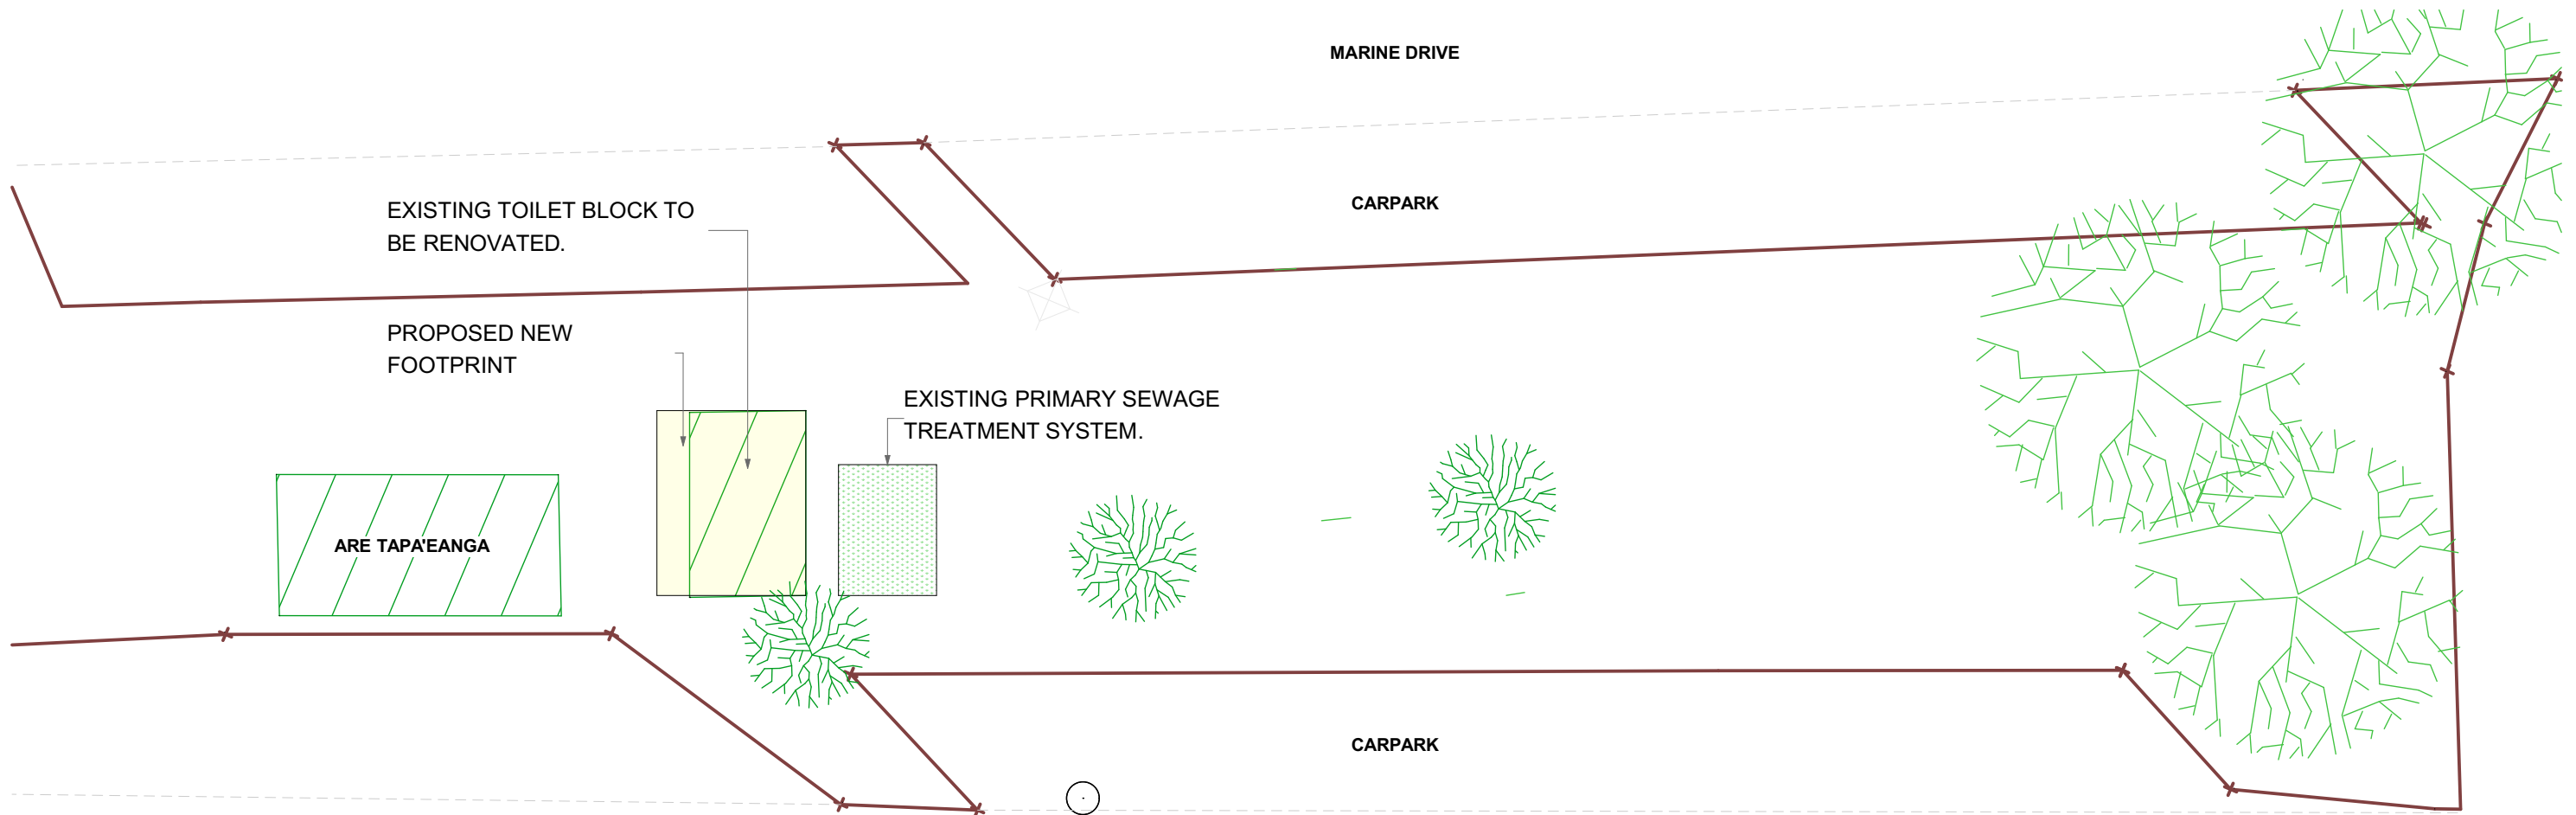 MARINE DRIVE
CARPARK
EXISTING TOILET BLOCK TO
BE RENOVATED.
PROPOSED NEW
FOOTPRINT
EXISTING PRIMARY SEWAGE
TREATMENT SYSTEM.
ARE TAPA'EANGA
CARPARK